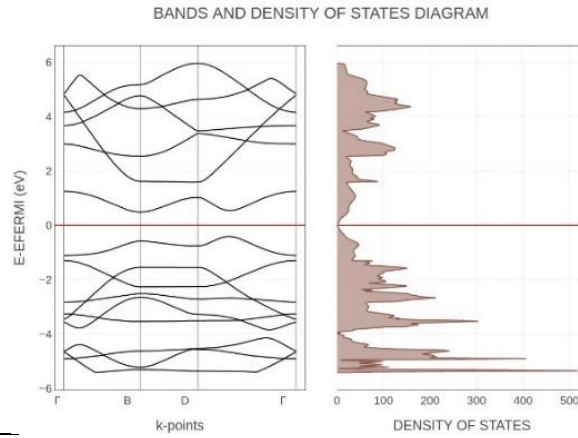 BANDS AND DENSITY OF STATES DIAGRAM
E-EFERMI (eV)
6
4
2
0
−2
−4
−6
Γ B D Γ
0 100 200 300 400 500
k-points
DENSITY OF STATES